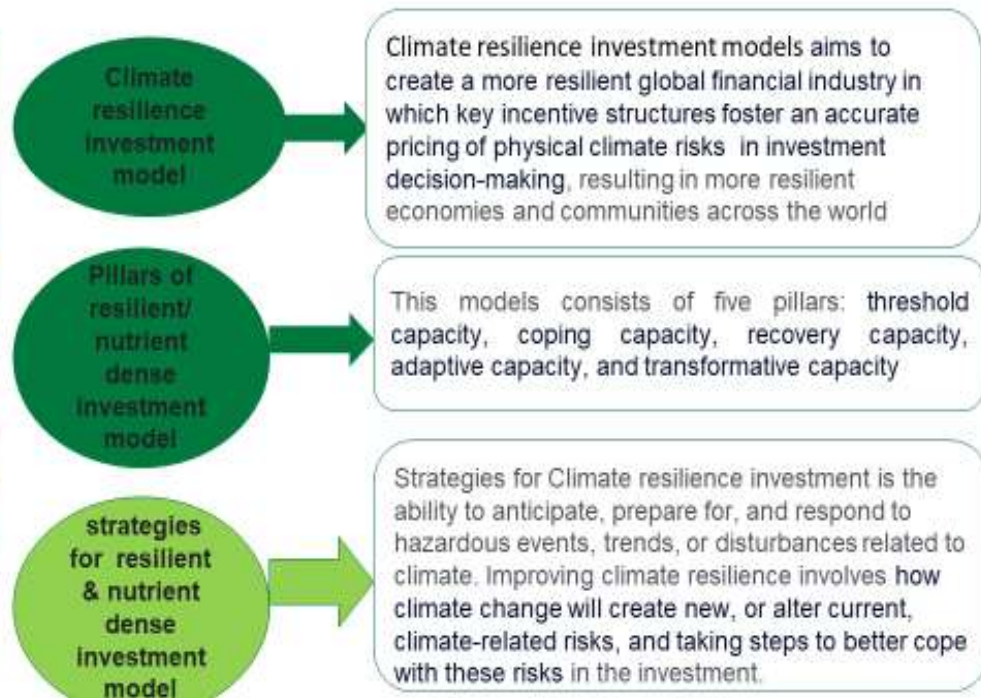 Climate
resilience
investment
model
Climate resilience investment models aims to
create a more resilient global financial industry in
which key incentive structures foster an accurate
pricing of physical climate risks in investment
decision-making, resulting in more resilient
economies and communities across the world
Pillars of
resilient/
nutrient
dense
investment
model
This models consists of five pillars: threshold
capacity, coping capacity, recovery capacity,
adaptive capacity, and transformative capacity
strategies
for resilient
& nutrient
dense
investment
model
Strategies for Climate resilience investment is the
ability to anticipate, prepare for, and respond to
hazardous events, trends, or disturbances related to
climate. Improving climate resilience involves how
climate change will create new, or alter current,
climate-related risks, and taking steps to better cope
with these risks in the investment.